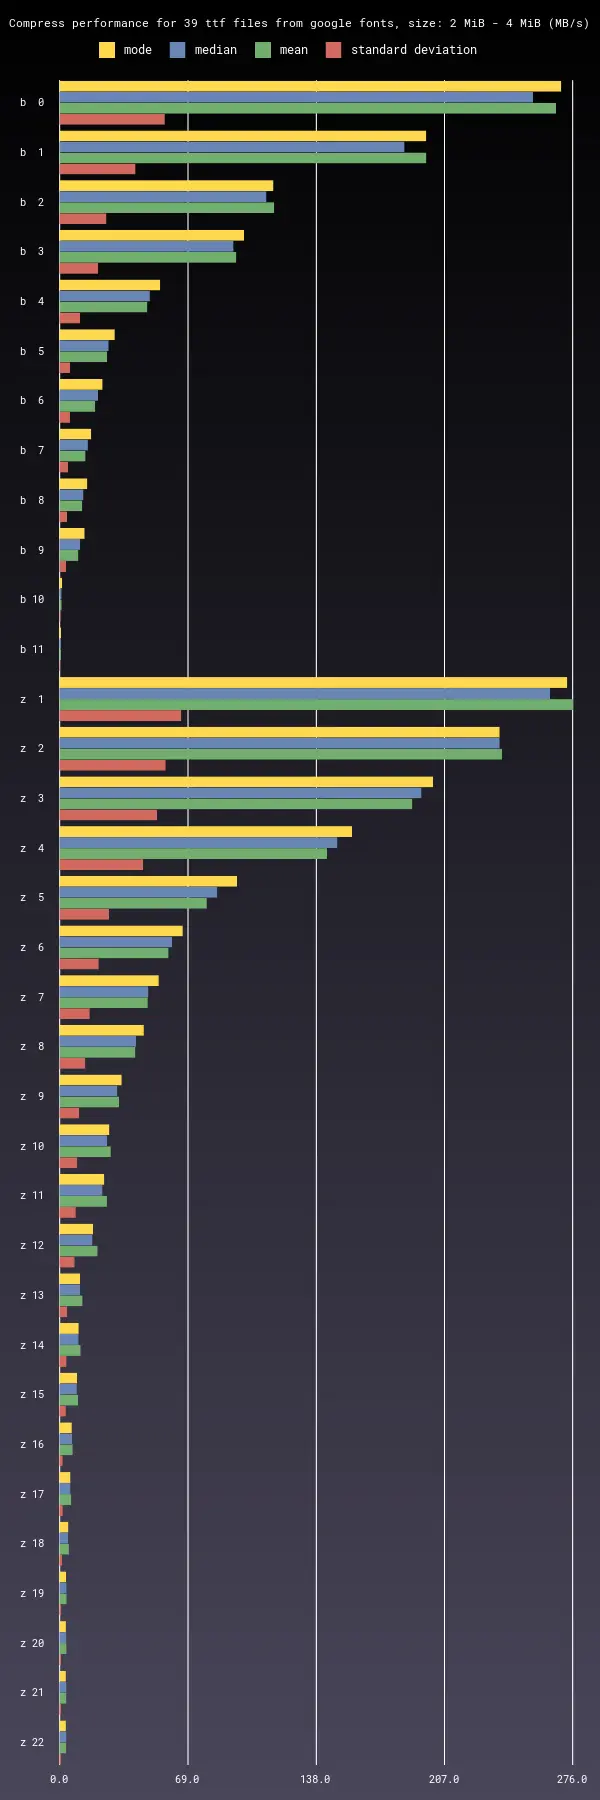 Compress performance for 39 ttf files from google fonts, size: 2 MiB - 4 MiB (MB/s)
mode median mean standard deviation
b 0
b 1
b 2
b 3
b 4
b 5
b 6
b 7
b 8
b 9
b 10
b 11
z 1
z 2
z 3
z 4
z 5
z 6
z 7
z 8
z 9
z 10
z 11
z 12
z 13
z 14
z 15
z 16
z 17
z 18
z 19
z 20
z 21
z 22
0.0 69.0 138.0 207.0 276.0